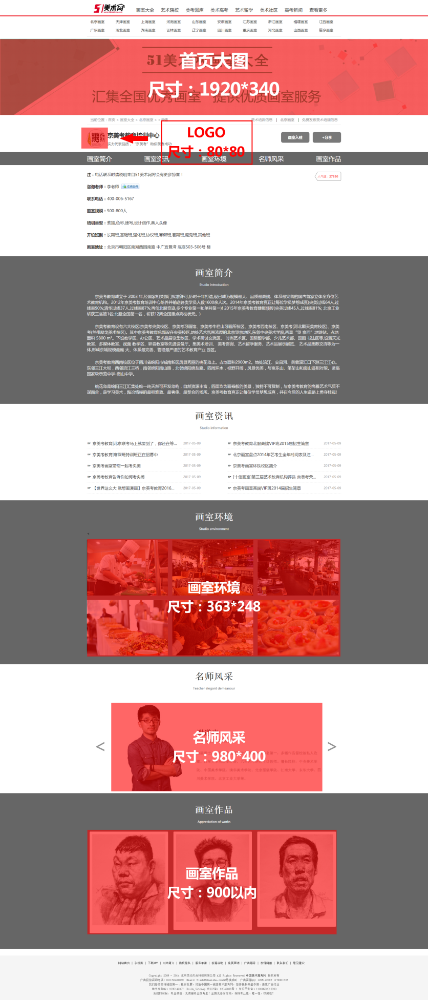 51美术网
画室大全 艺术院校 美考图库 美术高考 艺术留学 美术社区 高考新闻 查看更多
北京画室 天津画室 上海画室 河南画室 山东画室 安徽画室 江苏画室 浙江画室 福建画室 江西画室
广东画室 湖北画室 湖南画室 吉林画室 辽宁画室 四川画室 重庆画室 河北画室 山西画室 更多画室
首页大图
尺寸：1920*340
汇集全国优秀画室 提供优质画室服务
当前位置：首页 > 画室大全 > 北京画室 > >详情
美术培训信息 | 北京画室 | 免费发布美术培训信息
京美考教育培训中心
实力代表品质，“京美考”助你美考成功
LOGO
尺寸：80*80
画室入驻 +分享
画室简介 画室资讯 画室环境 名师风采 画室作品
注：电话联系时请说明来自51美术网将会有更多惊喜！
人气值：27830
咨询老师：李老师 在线咨询
联系电话：400-006-5167
画室规模：500-800人
培训类型：素描,色彩,速写,设计创作,真人头像
开设班别：长期班,基础班,强化班,协议班,寒假班,暑期班,魔鬼班,其他班
画室地址：北京市朝阳区南湖西园南路 中广宜景湾 底商503-506号 楼
画室简介
Studio introduction
京美考教育成立于 2003 年,经国家相关部门批准许可,历时十年打造,现已成为规模最大、品质最高端、体系最完善的国内首家立体全方位艺
术教育机构。2012年京美考教育培训中心培养并输送各类学员人数1600余人次。2014年京美考教育真正让每位学员梦想成真(央美过线64人,过
线率90%;清华过线37人,过线率87%;再创北服奇迹,多个专业第一和单科第一)! 2015年京美考教育捷报频传(央美过线45人,过线率81%; 北京工业
斩获三省第1名;北服全国第一名，斩获12所全国重点高校状元。)
京美考教育设有六大校区:京美考央美校区、京美考习画馆、京美考牛栏山习画所校区、京美考西南校区、京美考(河北颗天美育校区)、京美
考(兰州励戈美术校区)。其中京美考教育总部设在央美校区,地处艺术氛围浓厚的北京望京地区,东邻中央美术学院,西靠“望 京西”地铁站。占地
面积 5800 m²。下设教学区、办公区、艺术品展览集散区、学术研讨交流区、 时尚艺术区、国际留学部、少儿艺术部、国画 书法区等,设置天光
教室、多媒体教室、视频 教学区、影音教室等先进设备厅。集美术培训、 美考咨询、艺术留学服务、艺术品展示展览、 艺术品集散交流等为一
体,形成京城规模最庞 大、体系最完善、管理最严谨的艺术教育产业 园区。
京美考教育西南校区位于四川省绵阳市城南新区风景秀丽的桃花岛上。占地面积2900m2。地处涪江、安昌河、芙蓉溪汇口下游三江江心。
东邻三江大坝，西邻涪江三桥，南邻绵阳南山路，北邻绵阳绵盐路。四周环水，视野开阔，风景优美，与富乐山、笔架山和南山遥相对望。紧临
国家级示范中学-南山中学。
桃花岛是绵阳三江汇集处唯一纯天然可开发岛屿，自然资源丰富，四面均为画卷般的美景，独特不可复制，与京美考教育的高雅艺术气质不
谋而合，是学习美术，陶冶情操的最相雅致、最奢侈、最契合的场所。京美考教育真正让每位学员梦想成真，并在今后的人生道路上勇夺桂冠!
画室资讯
Studio information
京美考教育|北京联考马上就要到了，你还在等... 2017-05-09
京美考教育北服高端VIP班2015届招生简章 2017-05-09
京美考教育|寒假班特训班正在招募中 2017-05-09
北京画室盘点2014年艺考生全年时间表及注... 2017-05-09
京美考画室带您一起考央美 2017-05-09
京美考画室环铁校区简介 2017-05-09
京美考教育告诉你如何考央美 2017-05-09
[十佳画室]第三届艺术教育机构评选 京美考荣... 2017-05-09
【世界这么大 就想画漫画】京美考教育2016... 2017-05-09
京美考画室高端VIP班2014届招生简章 2017-05-09
画室环境
Studio environment
画室环境
尺寸：363*248
名师风采
Teacher elegant demeanour
<
名师风采
尺寸：980*400
>
画室作品
Appreciation of works
画室作品
尺寸：900以内
网站首页 | 手机版 | 下载APP | 网站简介 | 版权隐私 | 服务承诺 | 投稿说明 | 免责声明 | 广告服务 | 友情链接 | 联系我们 | 意见建议